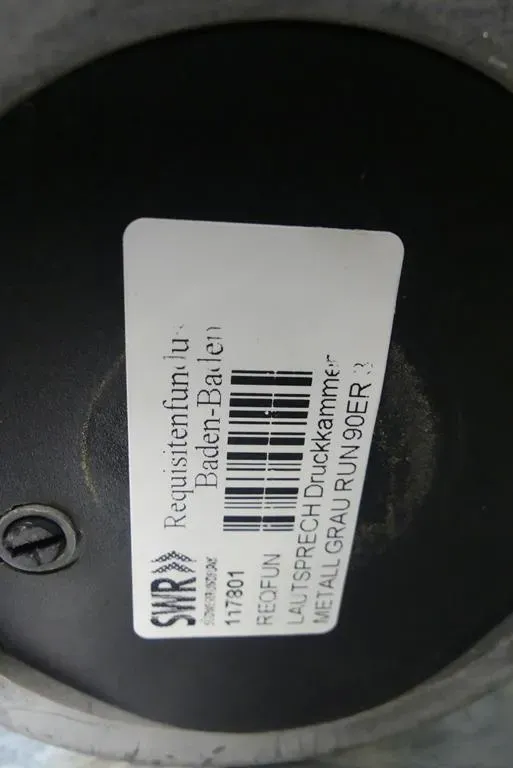 SWR
Requisitenfundus
Baden-Baden
117801
REQFUN
LAUTSPRECH Druckkammer
METALL GRAU RUN 90ER